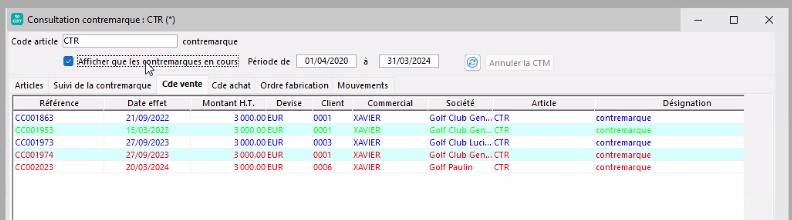 Consultation contremarque : CTR (*)
Code article CTR contremarque
Afficher que les contremarques en cours Période de 01/04/2020 à 31/03/2024 Annuler la CTM
Articles Suivi de la contremarque Cde vente Cde achat Ordre fabrication Mouvements
Référence Date effet Montant H.T. Devise Client Commercial Société Article Désignation
CC001863 21/09/2022 3 000.00 EUR 0001 XAVIER Golf Club Gen... CTR contremarque
CC001953 15/03/2023 3 000.00 EUR 0001 XAVIER Golf Club Gen... CTR contremarque
CC001973 27/09/2023 3 000.00 EUR 0003 XAVIER Golf Club Luci... CTR contremarque
CC001974 27/09/2023 3 000.00 EUR 0001 XAVIER Golf Club Gen... CTR contremarque
CC002023 20/03/2024 3 000.00 EUR 0006 XAVIER Golf Paulin CTR contremarque